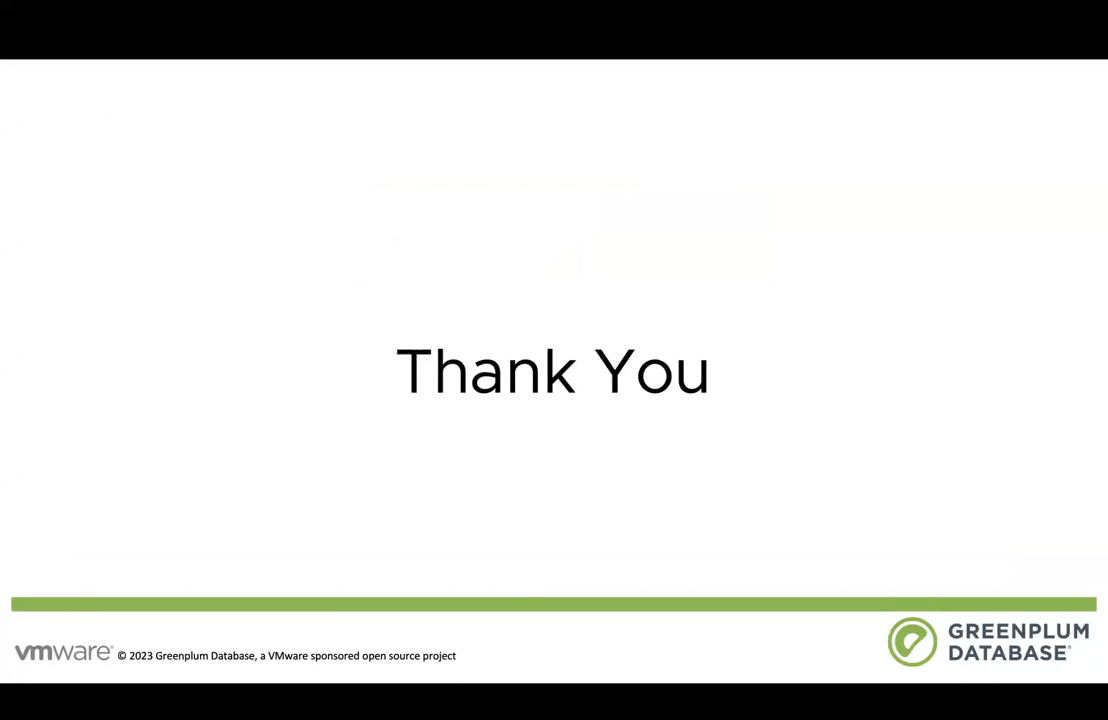 Thank You
vmware® © 2023 Greenplum Database, a VMware sponsored open source project
GREENPLUM
DATABASE®